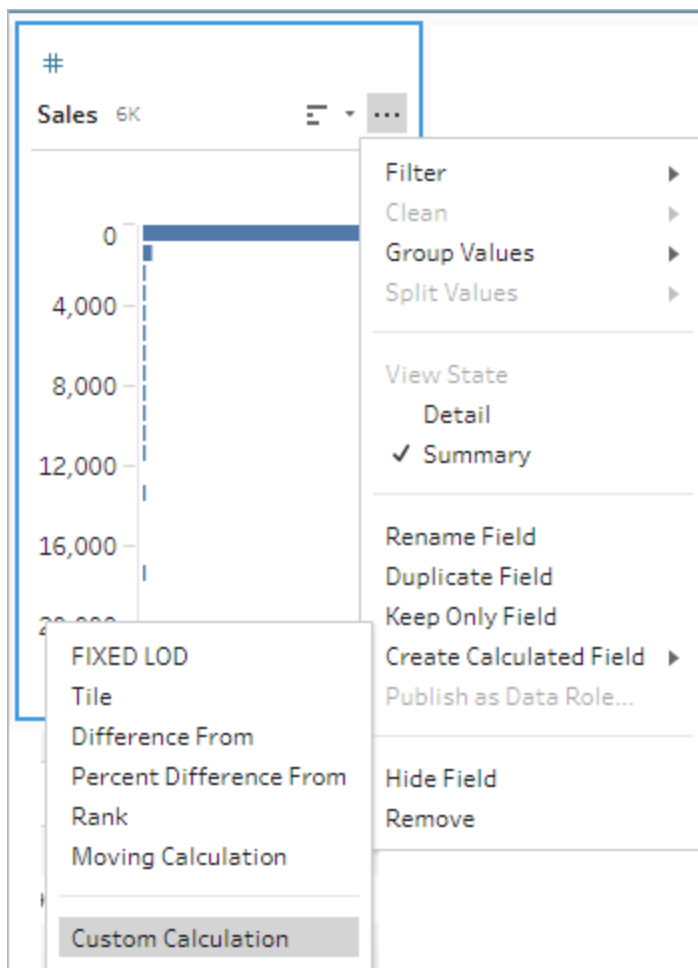 #
Sales 6K
0
4,000
8,000
12,000
16,000
Filter
Clean
Group Values
Split Values
View State
Detail
Summary
Rename Field
Duplicate Field
Keep Only Field
Create Calculated Field
Publish as Data Role...
Hide Field
Remove
FIXED LOD
Tile
Difference From
Percent Difference From
Rank
Moving Calculation
Custom Calculation